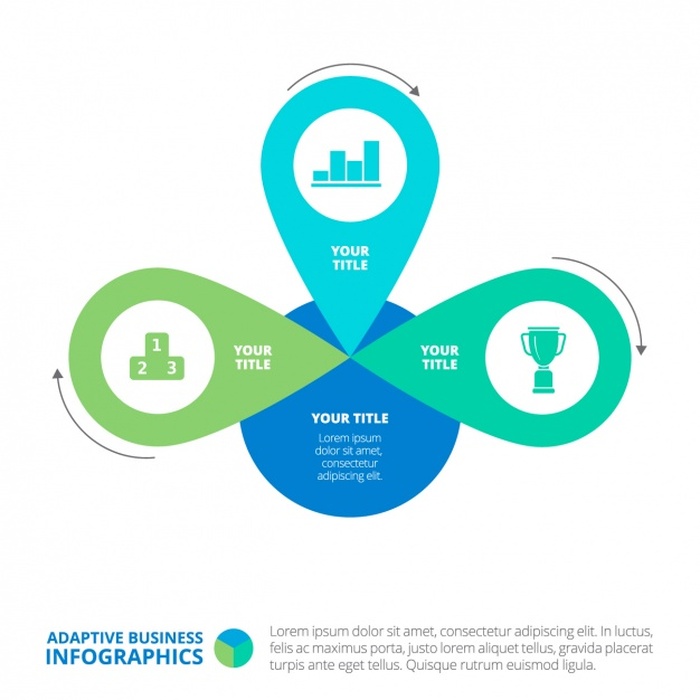 YOUR
TITLE
1
2 3
YOUR
TITLE
YOUR
TITLE
YOUR TITLE
Lorem ipsum
dolor sit amet,
consectetur
adipiscing elit.
ADAPTIVE BUSINESS
INFOGRAPHICS
Lorem ipsum dolor sit amet, consectetur adipiscing elit. In luctus,
felis ac maximus porta, justo lorem aliquet tellus, gravida placerat
turpis ante eget tellus. Quisque rutrum euismod ligula.